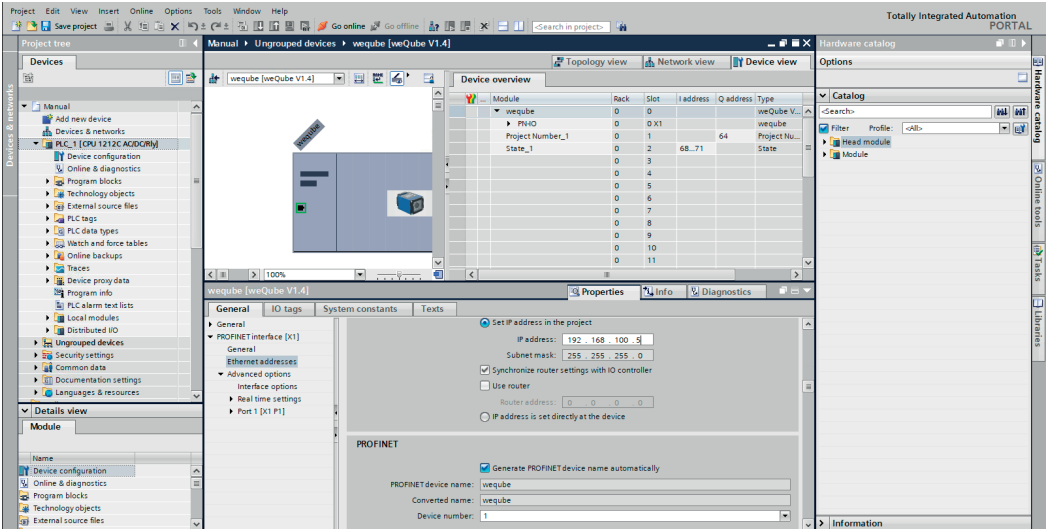 Project Edit View Insert Online Options Tools Window Help
Totally Integrated Automation
PORTAL
Save project Go online Go offline <Search in project>
Project tree
Manual Ungrouped devices weqube [weQube V1.4]
Hardware catalog
Devices
Topology view Network view Device view
Options
weqube [weQube V1.4]
Device overview
Module Rack Slot I address Q address Type
weqube 0 0 weQube V...
PN-IO 0 0 X1 weqube
Project Number_1 0 1 64 Project Nu...
State_1 0 2 68...71 State
0 3
0 4
0 5
0 6
0 7
0 8
0 9
0 10
0 11
weqube
100%
Manual
Add new device
Devices & networks
PLC_1 [CPU 1212C AC/DC/Rly]
Device configuration
Online & diagnostics
Program blocks
Technology objects
External source files
PLC tags
PLC data types
Watch and force tables
Online backups
Traces
Device proxy data
Program info
PLC alarm text lists
Local modules
Distributed I/O
Ungrouped devices
Security settings
Common data
Documentation settings
Languages & resources
Details view
Module
Name
Device configuration
Online & diagnostics
Program blocks
Technology objects
External source files
weqube [weQube V1.4]
Properties Info Diagnostics
General IO tags System constants Texts
General
PROFINET interface [X1]
General
Ethernet addresses
Advanced options
Interface options
Real time settings
Port 1 [X1 P1]
Set IP address in the project
IP address: 192 . 168 . 100 . 5
Subnet mask: 255 . 255 . 255 . 0
Synchronize router settings with IO controller
Use router
Router address: 0 . 0 . 0 . 0
IP address is set directly at the device
PROFINET
Generate PROFINET device name automatically
PROFINET device name: weqube
Converted name: weqube
Device number: 1
Catalog
<Search>
Filter Profile: <All>
Head module
Module
Information
Devices & networks
Hardware catalog
Online tools
Tasks
Libraries